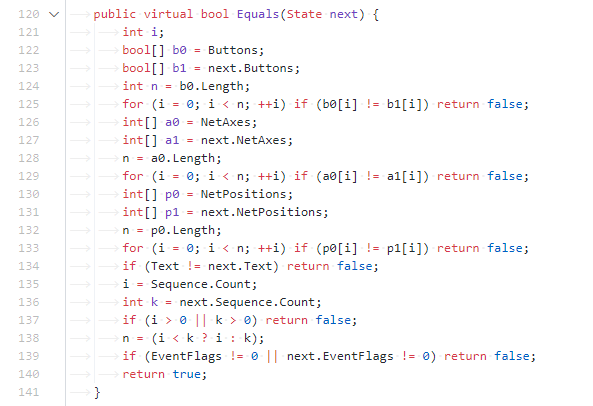 120 public virtual bool Equals(State next) {
121 int i;
122 bool[] b0 = Buttons;
123 bool[] b1 = next.Buttons;
124 int n = b0.Length;
125 for (i = 0; i < n; ++i) if (b0[i] != b1[i]) return false;
126 int[] a0 = NetAxes;
127 int[] a1 = next.NetAxes;
128 n = a0.Length;
129 for (i = 0; i < n; ++i) if (a0[i] != a1[i]) return false;
130 int[] p0 = NetPositions;
131 int[] p1 = next.NetPositions;
132 n = p0.Length;
133 for (i = 0; i < n; ++i) if (p0[i] != p1[i]) return false;
134 if (Text != next.Text) return false;
135 i = Sequence.Count;
136 int k = next.Sequence.Count;
137 if (i > 0 || k > 0) return false;
138 n = (i < k ? i : k);
139 if (EventFlags != 0 || next.EventFlags != 0) return false;
140 return true;
141 }